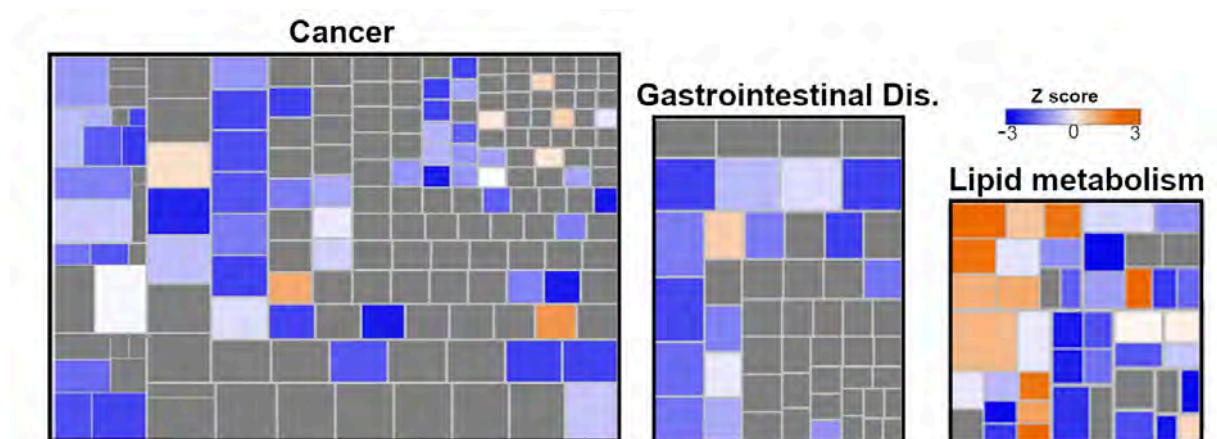 Cancer
Gastrointestinal Dis.
Z score
-3 0 3
Lipid metabolism